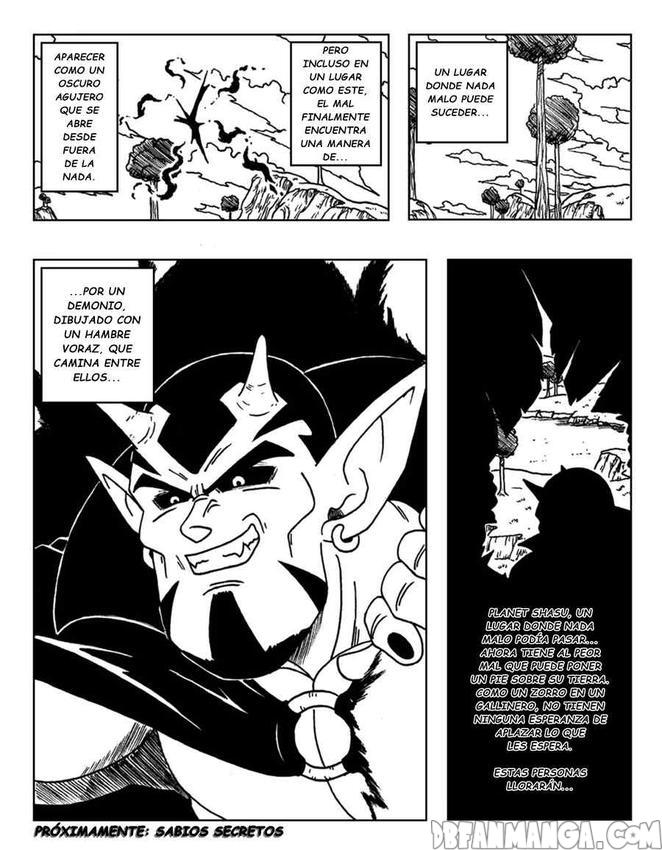 UN LUGAR
DONDE NADA
MALO PUEDE
SUCEDER...
PERO
INCLUSO EN
UN LUGAR
COMO ESTE,
EL MAL
FINALMENTE
ENCUENTRA
UNA MANERA
DE...
APARECER
COMO UN
OSCURO
AGUJERO
QUE SE
ABRE
DESDE
FUERA
DE LA
NADA.
PLANET SHASU, UN
LUGAR DONDE NADA
MALO PODÍA PASAR...
AHORA TIENE AL PEOR
MAL QUE PUEDE PONER
UN PIE SOBRE SU TIERRA.
COMO UN ZORRO EN UN
GALLINERO, NO TIENEN
NINGUNA ESPERANZA DE
APLAZAR LO QUE
LES ESPERA.
ESTAS PERSONAS
LLORARÁN...
...POR UN
DEMONIO,
DIBUJADO CON
UN HAMBRE
VORAZ, QUE
CAMINA ENTRE
ELLOS...
PRÓXIMAMENTE: SABIOS SECRETOS
DBFANMANGA.COM